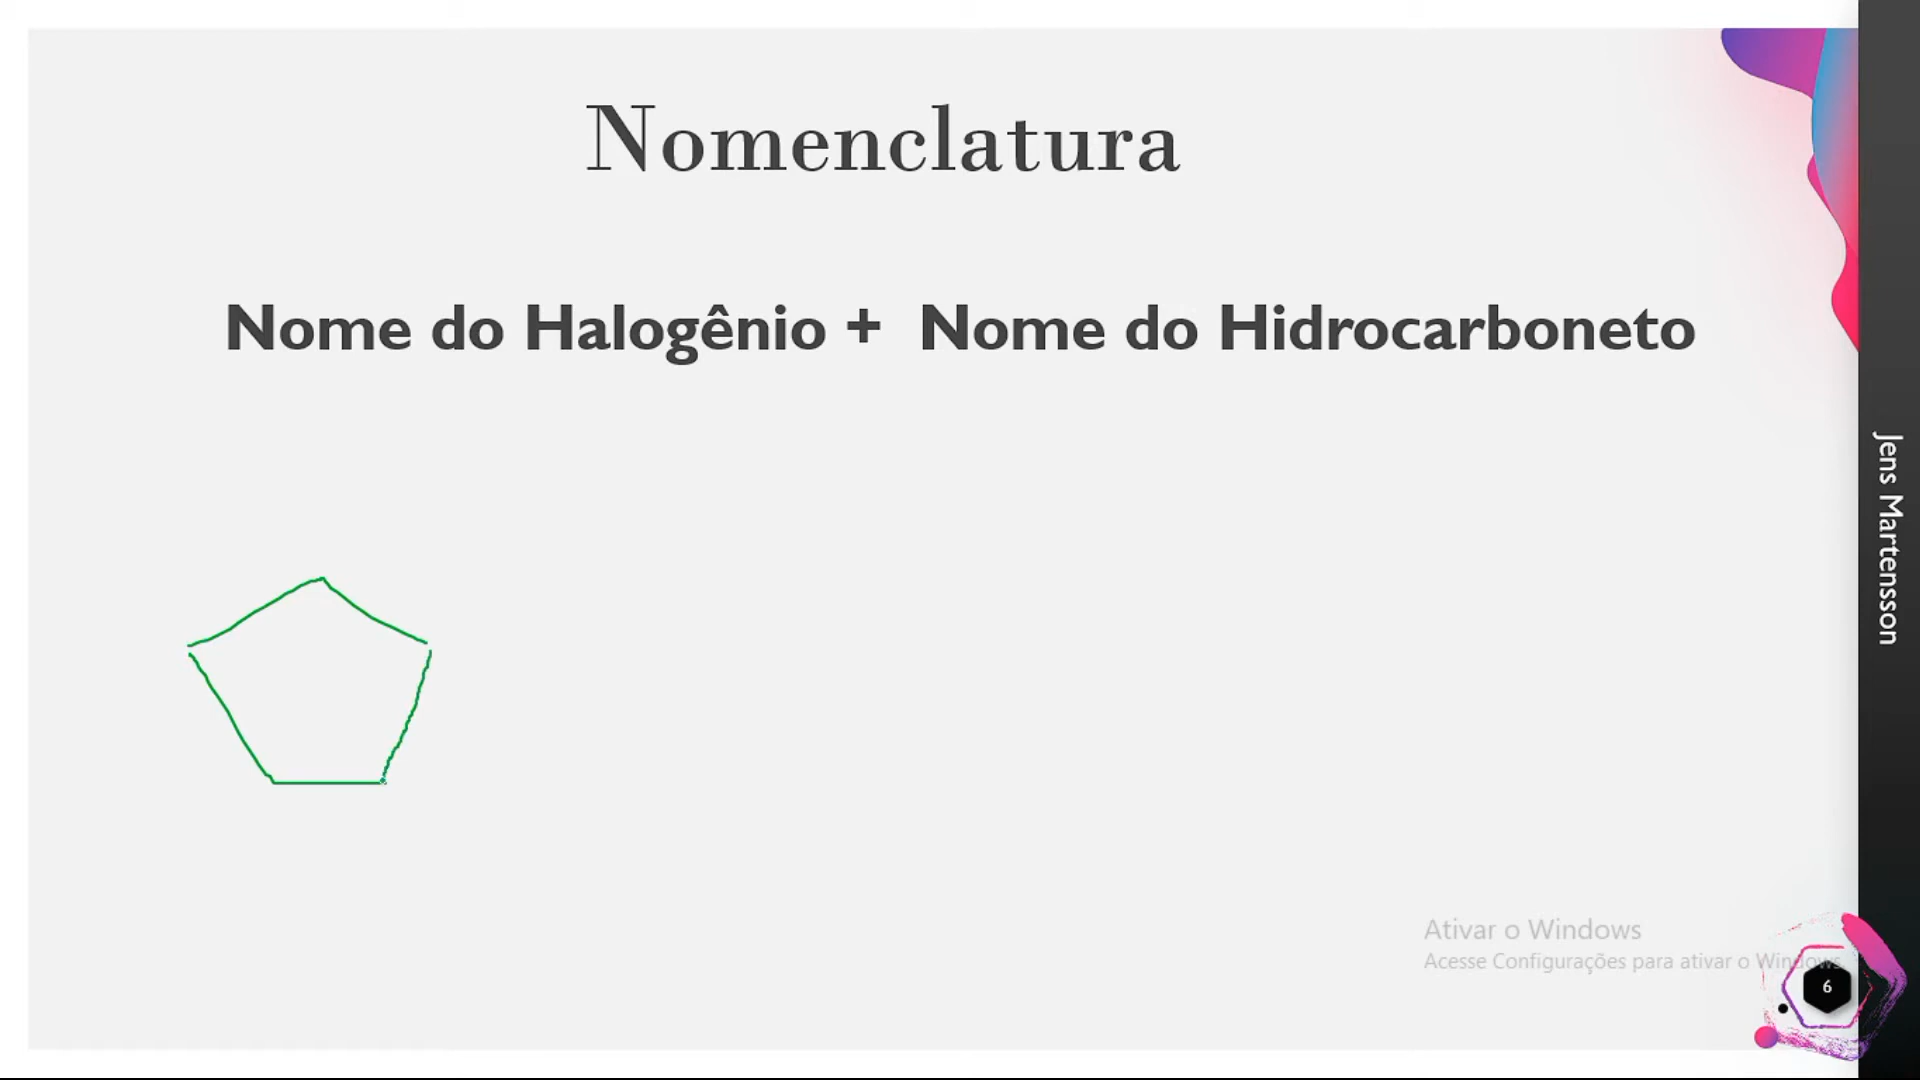 Nomenclatura
Nome do Halogênio + Nome do Hidrocarboneto
Jens Martensson
Ativar o Windows
Acesse Configurações para ativar o Windows.
6